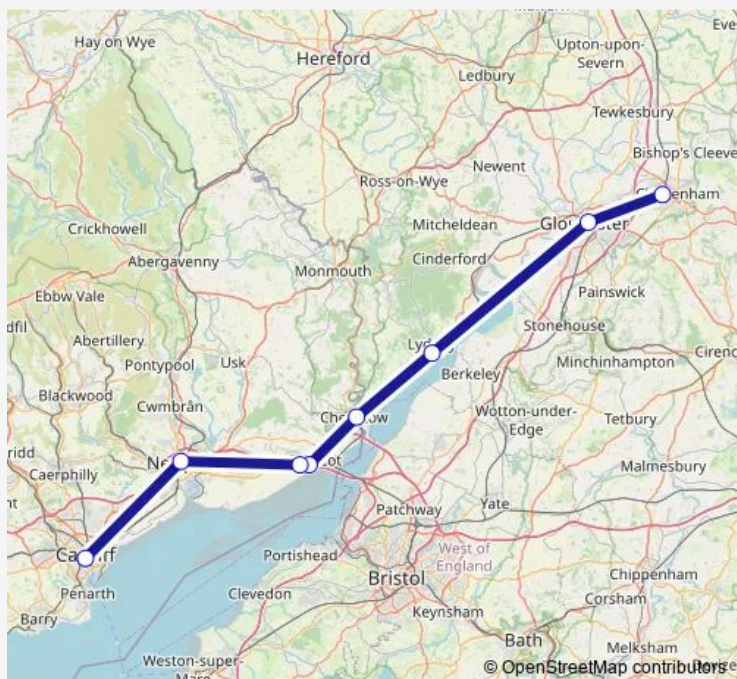 Hay on Wye
Hereford
Upton-upon-
Severn
Ledbury
Tewkesbury
Bishop's Cleeve
Newent
Ross-on-Wye
Crickhowell
Mitcheldean
Cinderford
Abergavenny
Monmouth
Painswick
Ebbw Vale
Stonehouse
Abertillery
Minchinhampton
Pontypool
Usk
Berkeley
Blackwood
Cwmbrân
Wotton-under-
Edge
Tetbury
Caerphilly
Malmesbury
Yate
Patchway
Portishead
West of
England
Bristol
Penarth
Clevedon
Chippenham
Keynsham
Corsham
Barry
Bath
Melksham
Weston-super-
© OpenStreetMap contributors